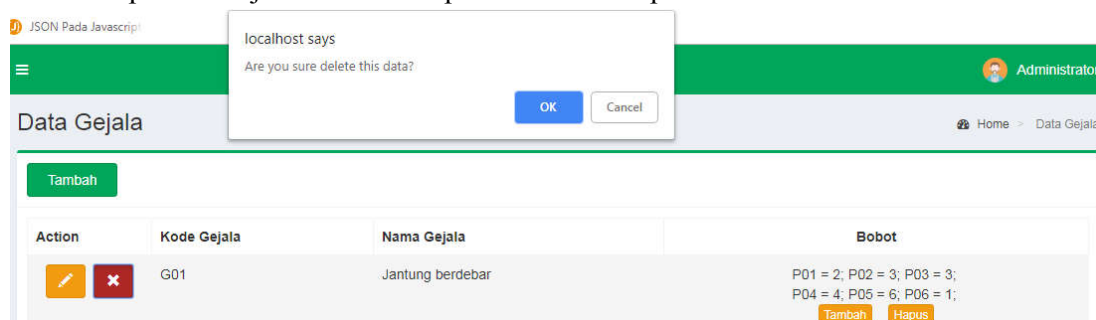 JSON Pada Javascript
localhost says
Are you sure delete this data?
OK
Cancel
Administrator
Data Gejala
Home > Data Gejala
Tambah
Action
Kode Gejala
Nama Gejala
Bobot
G01
Jantung berdebar
P01 = 2; P02 = 3; P03 = 3;
P04 = 4; P05 = 6; P06 = 1;
Tambah
Hapus